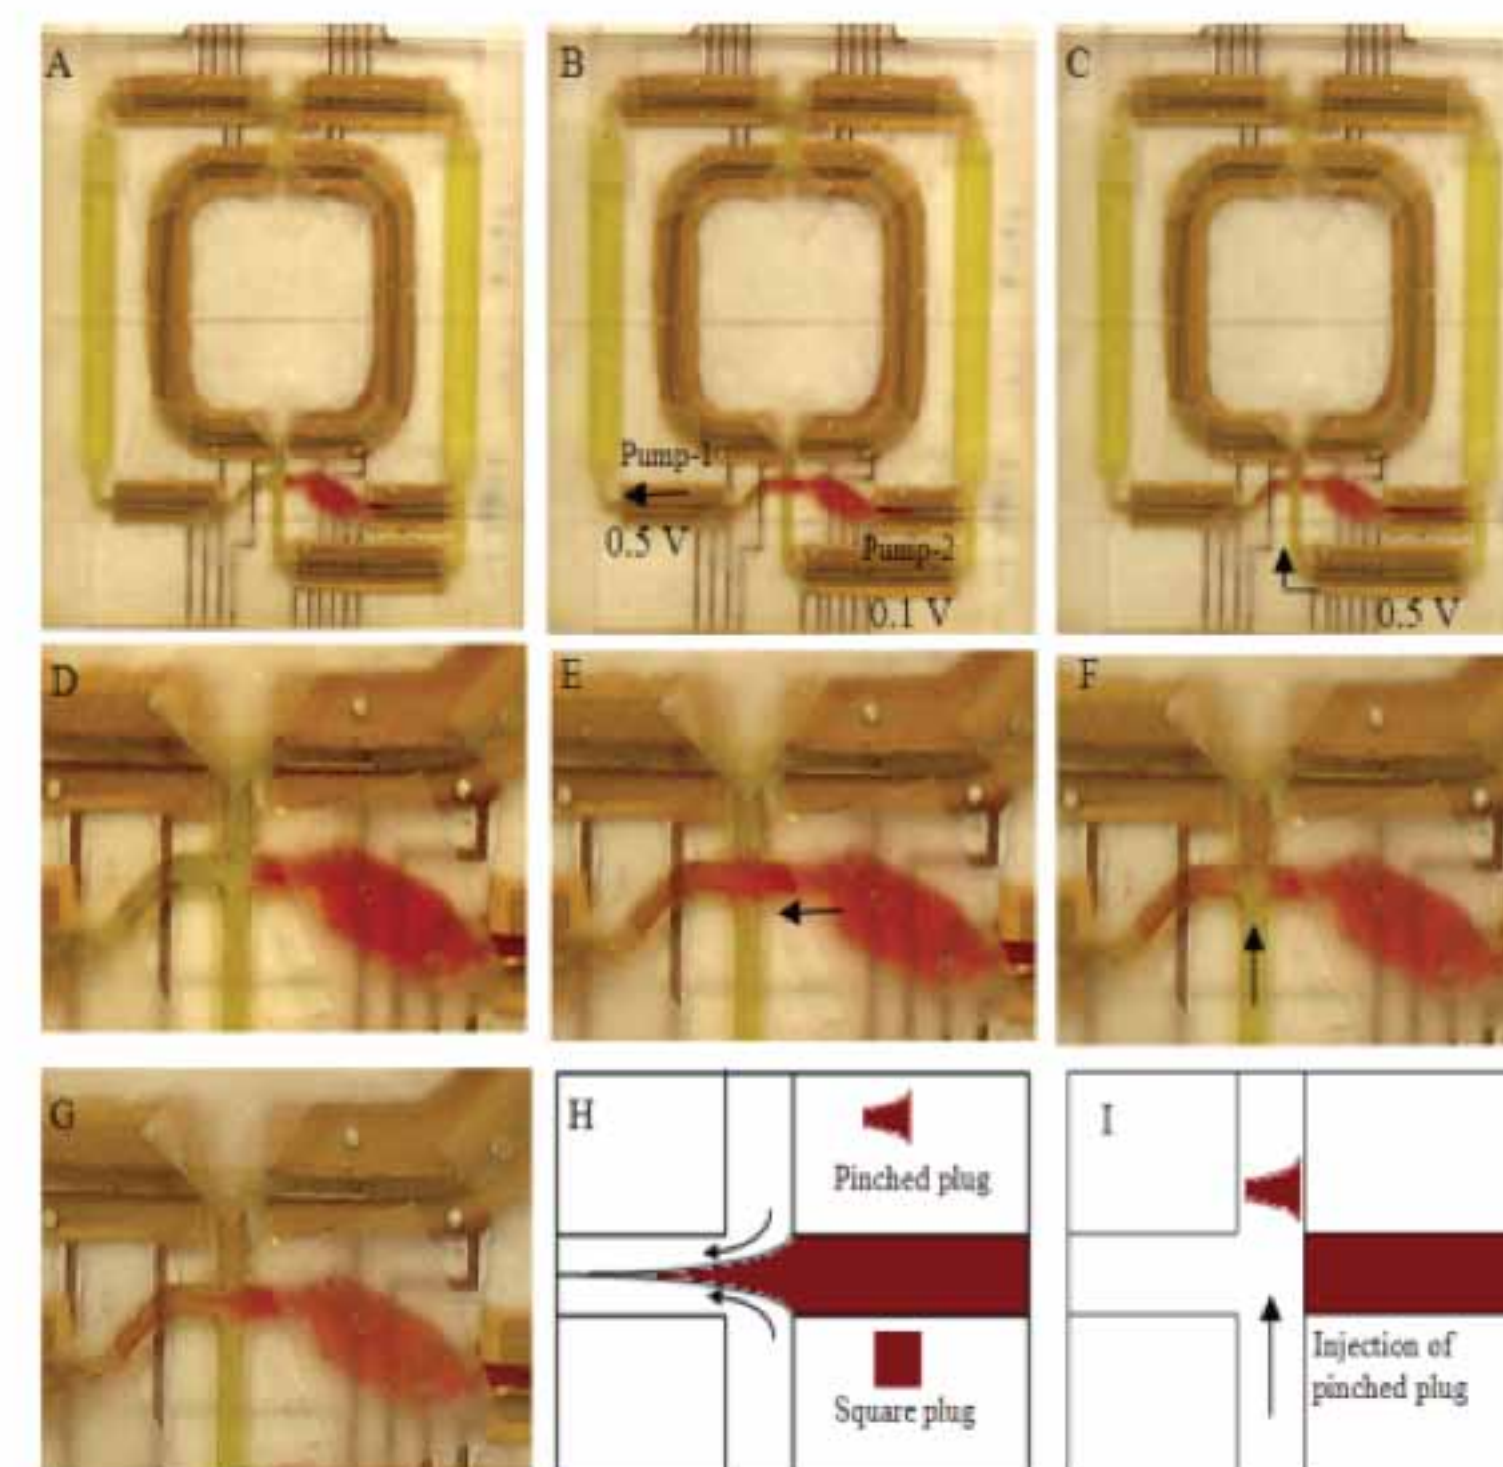 A
B
C
Pump-1
0.5 V
Pump-2
0.1 V
0.5 V
D
E
F
G
H
Pinched plug
Square plug
I
Injection of
pinched plug